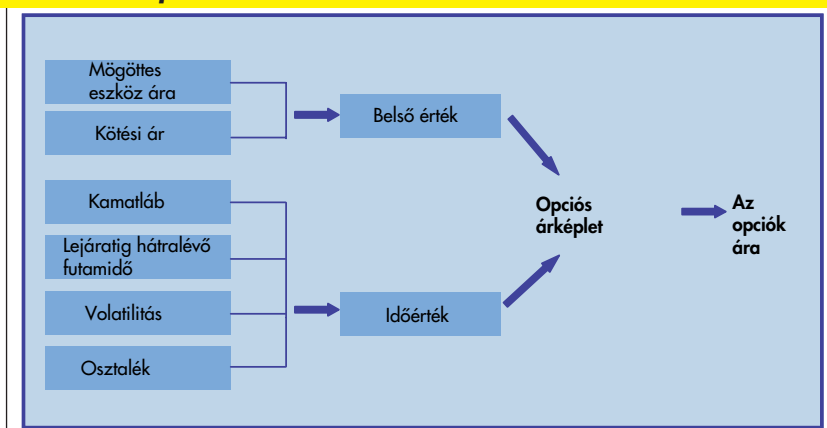 Mögöttes
eszköz ára
Kötési ár
Belső érték
Kamatláb
Lejáratig hátralévő
futamidő
Volatilitás
Osztalék
Időérték
Opciós
árképlet
Az
opciók
ára